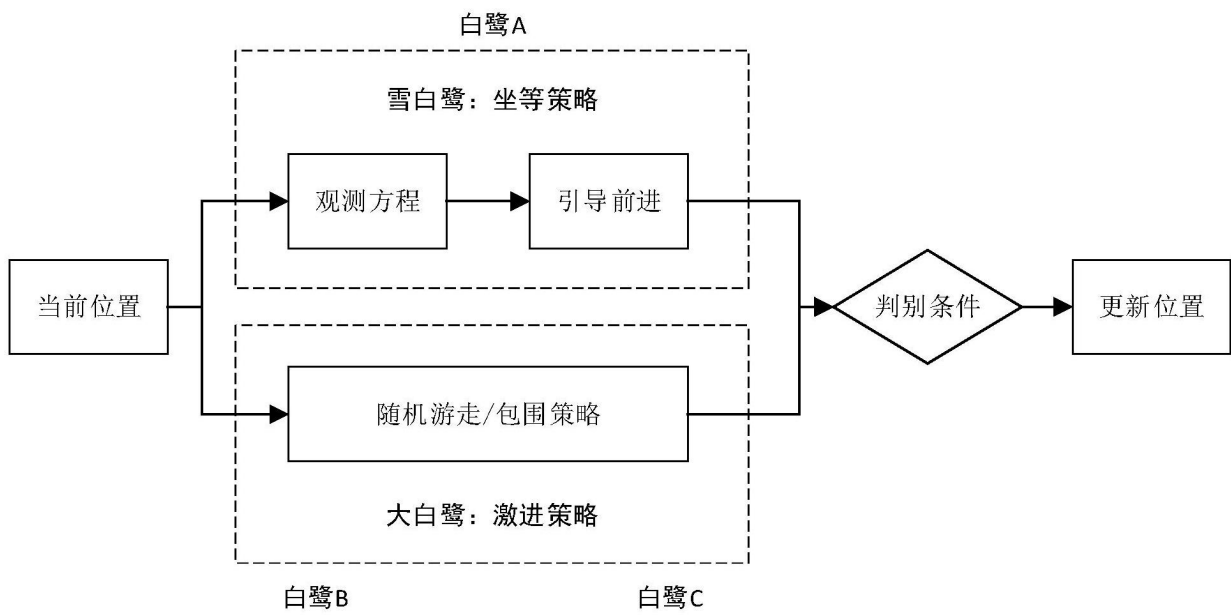 白鹭A
雪白鹭：坐等策略
观测方程
引导前进
当前位置
判别条件
更新位置
随机游走/包围策略
大白鹭：激进策略
白鹭B
白鹭C